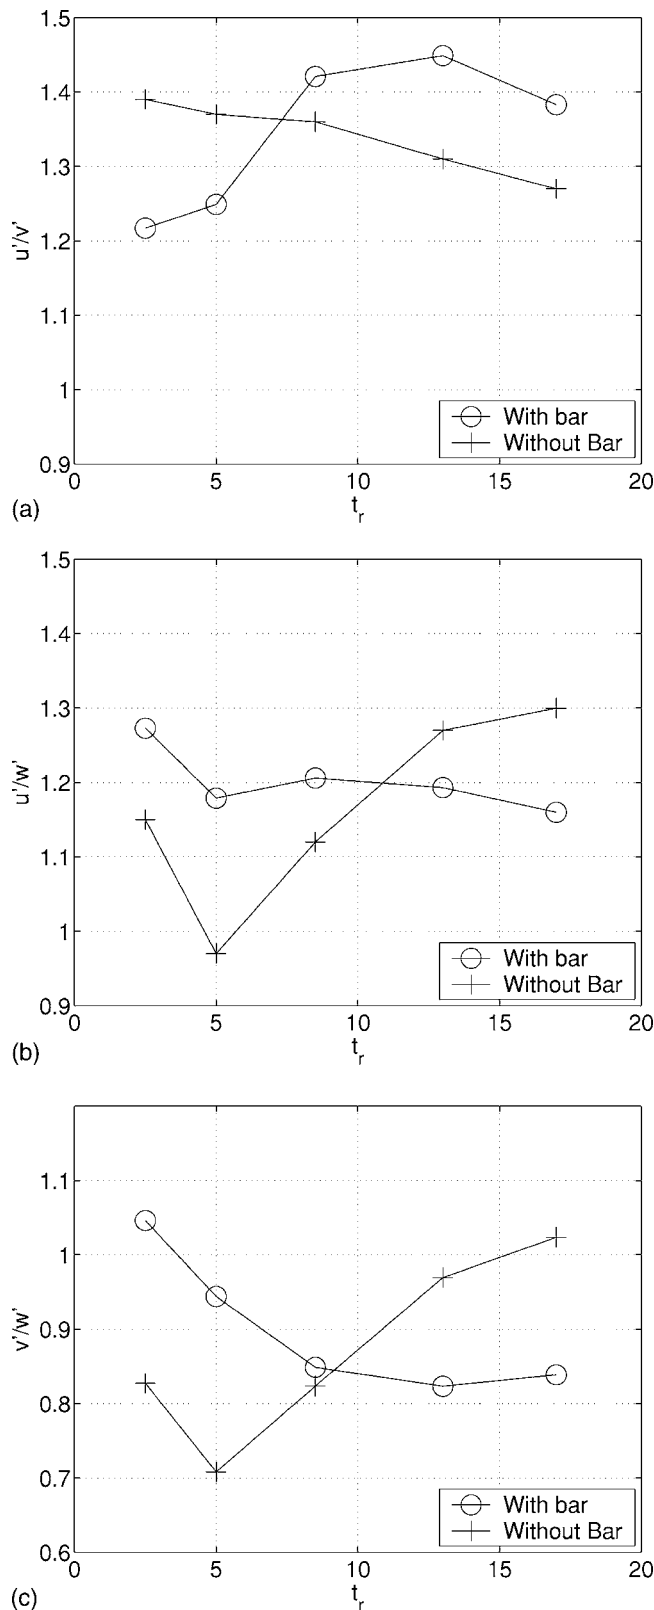 1.5
1.4
1.3
1.2
1.1
1
0.9
u'/v'
0 5 10 15 20
t_r
With bar
Without Bar
(a)
1.5
1.4
1.3
1.2
1.1
1
0.9
u'/w'
0 5 10 15 20
t_r
With bar
Without Bar
(b)
1.1
1
0.9
0.8
0.7
0.6
v'/w'
0 5 10 15 20
t_r
With bar
Without Bar
(c)